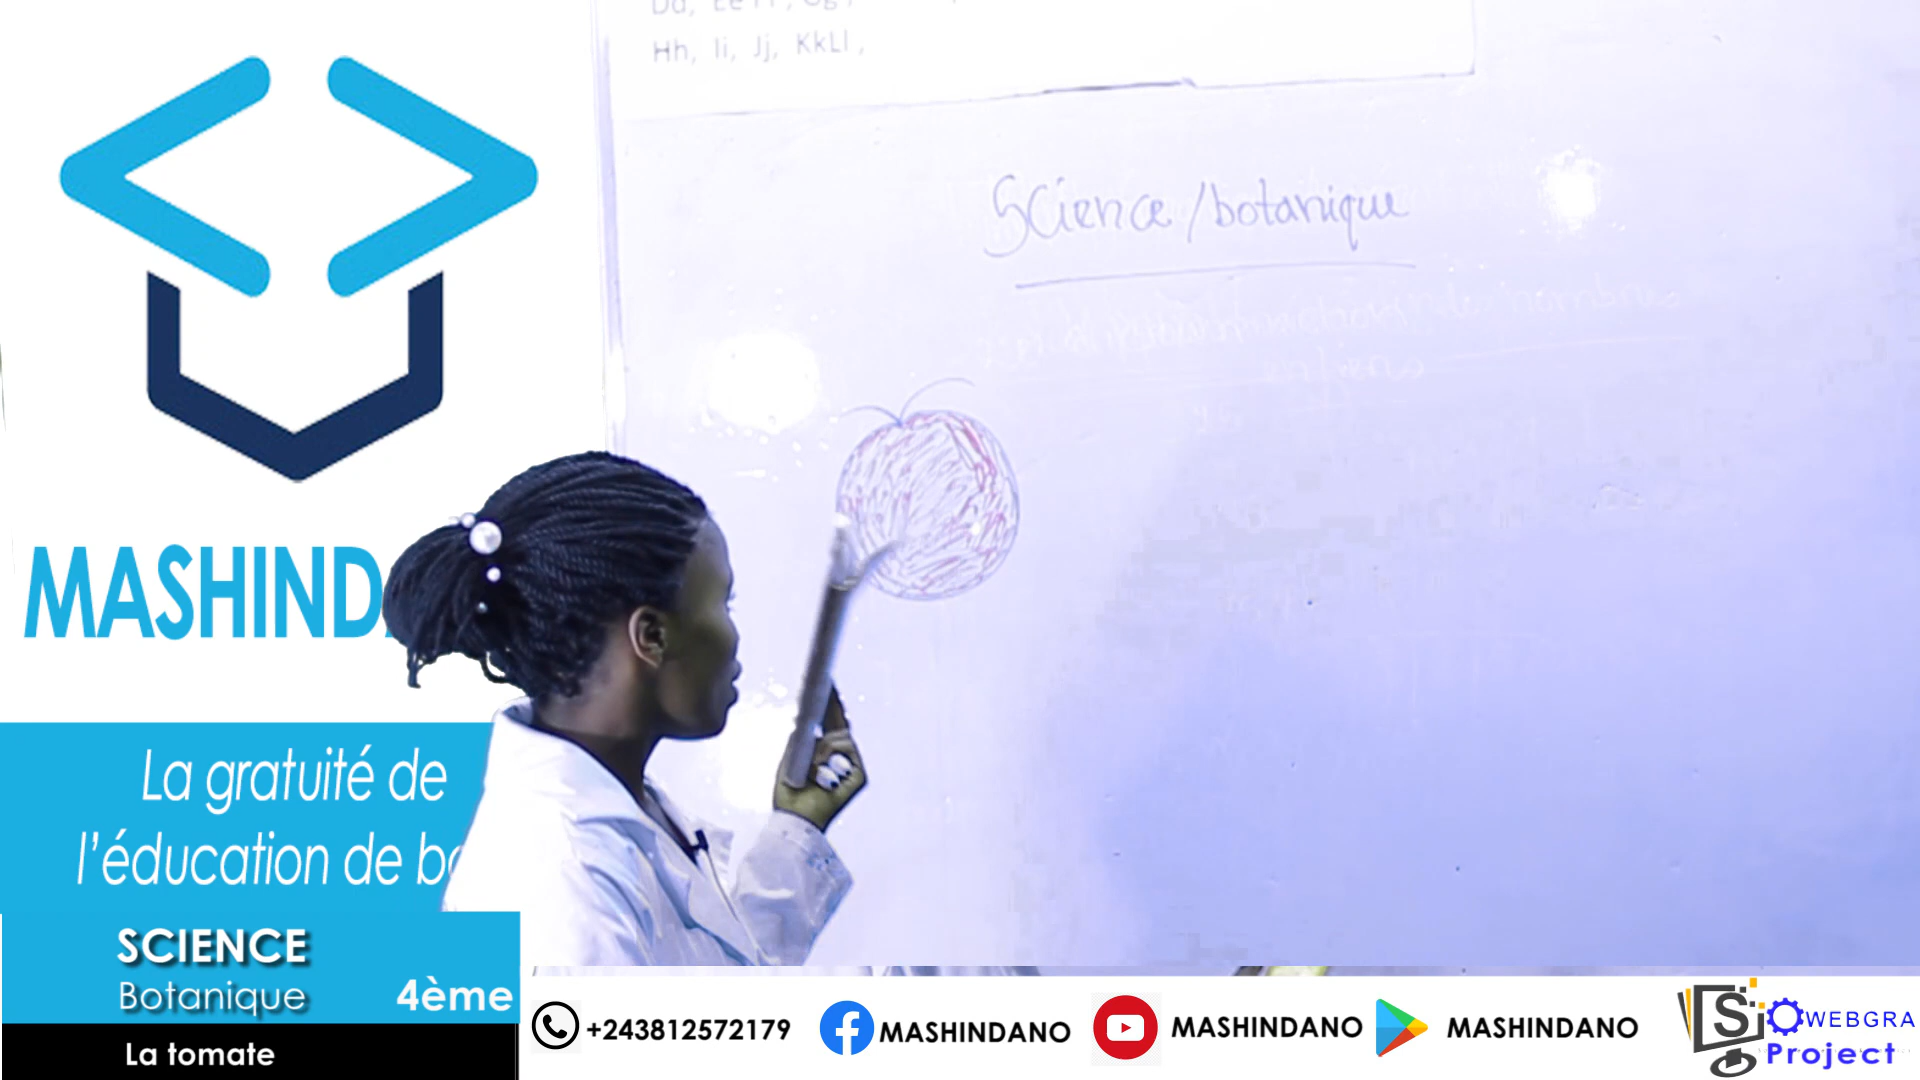 Hh, Ii, Jj, KkLl,
Science/botanique
MASHINDA
La gratuité de
l'éducation de
SCIENCE
Botanique
4ème
La tomate
+243812572179
MASHINDANO
MASHINDANO
MASHINDANO
WEBGRA
Project